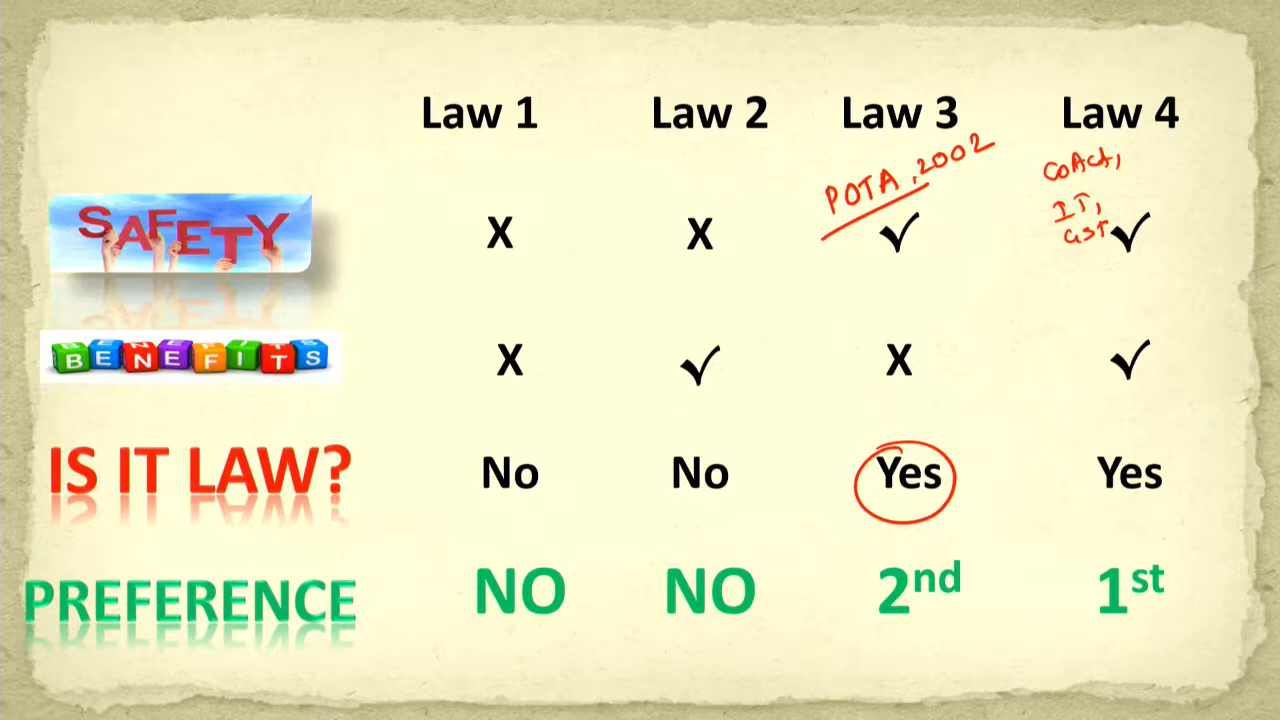 Law 1 Law 2 Law 3 Law 4
POTA, 2002 CoAct,
IT,
GST
SAFETY X X ✓ ✓
BENEFITS X ✓ X ✓
IS IT LAW? No No Yes Yes
PREFERENCE NO NO 2nd 1st